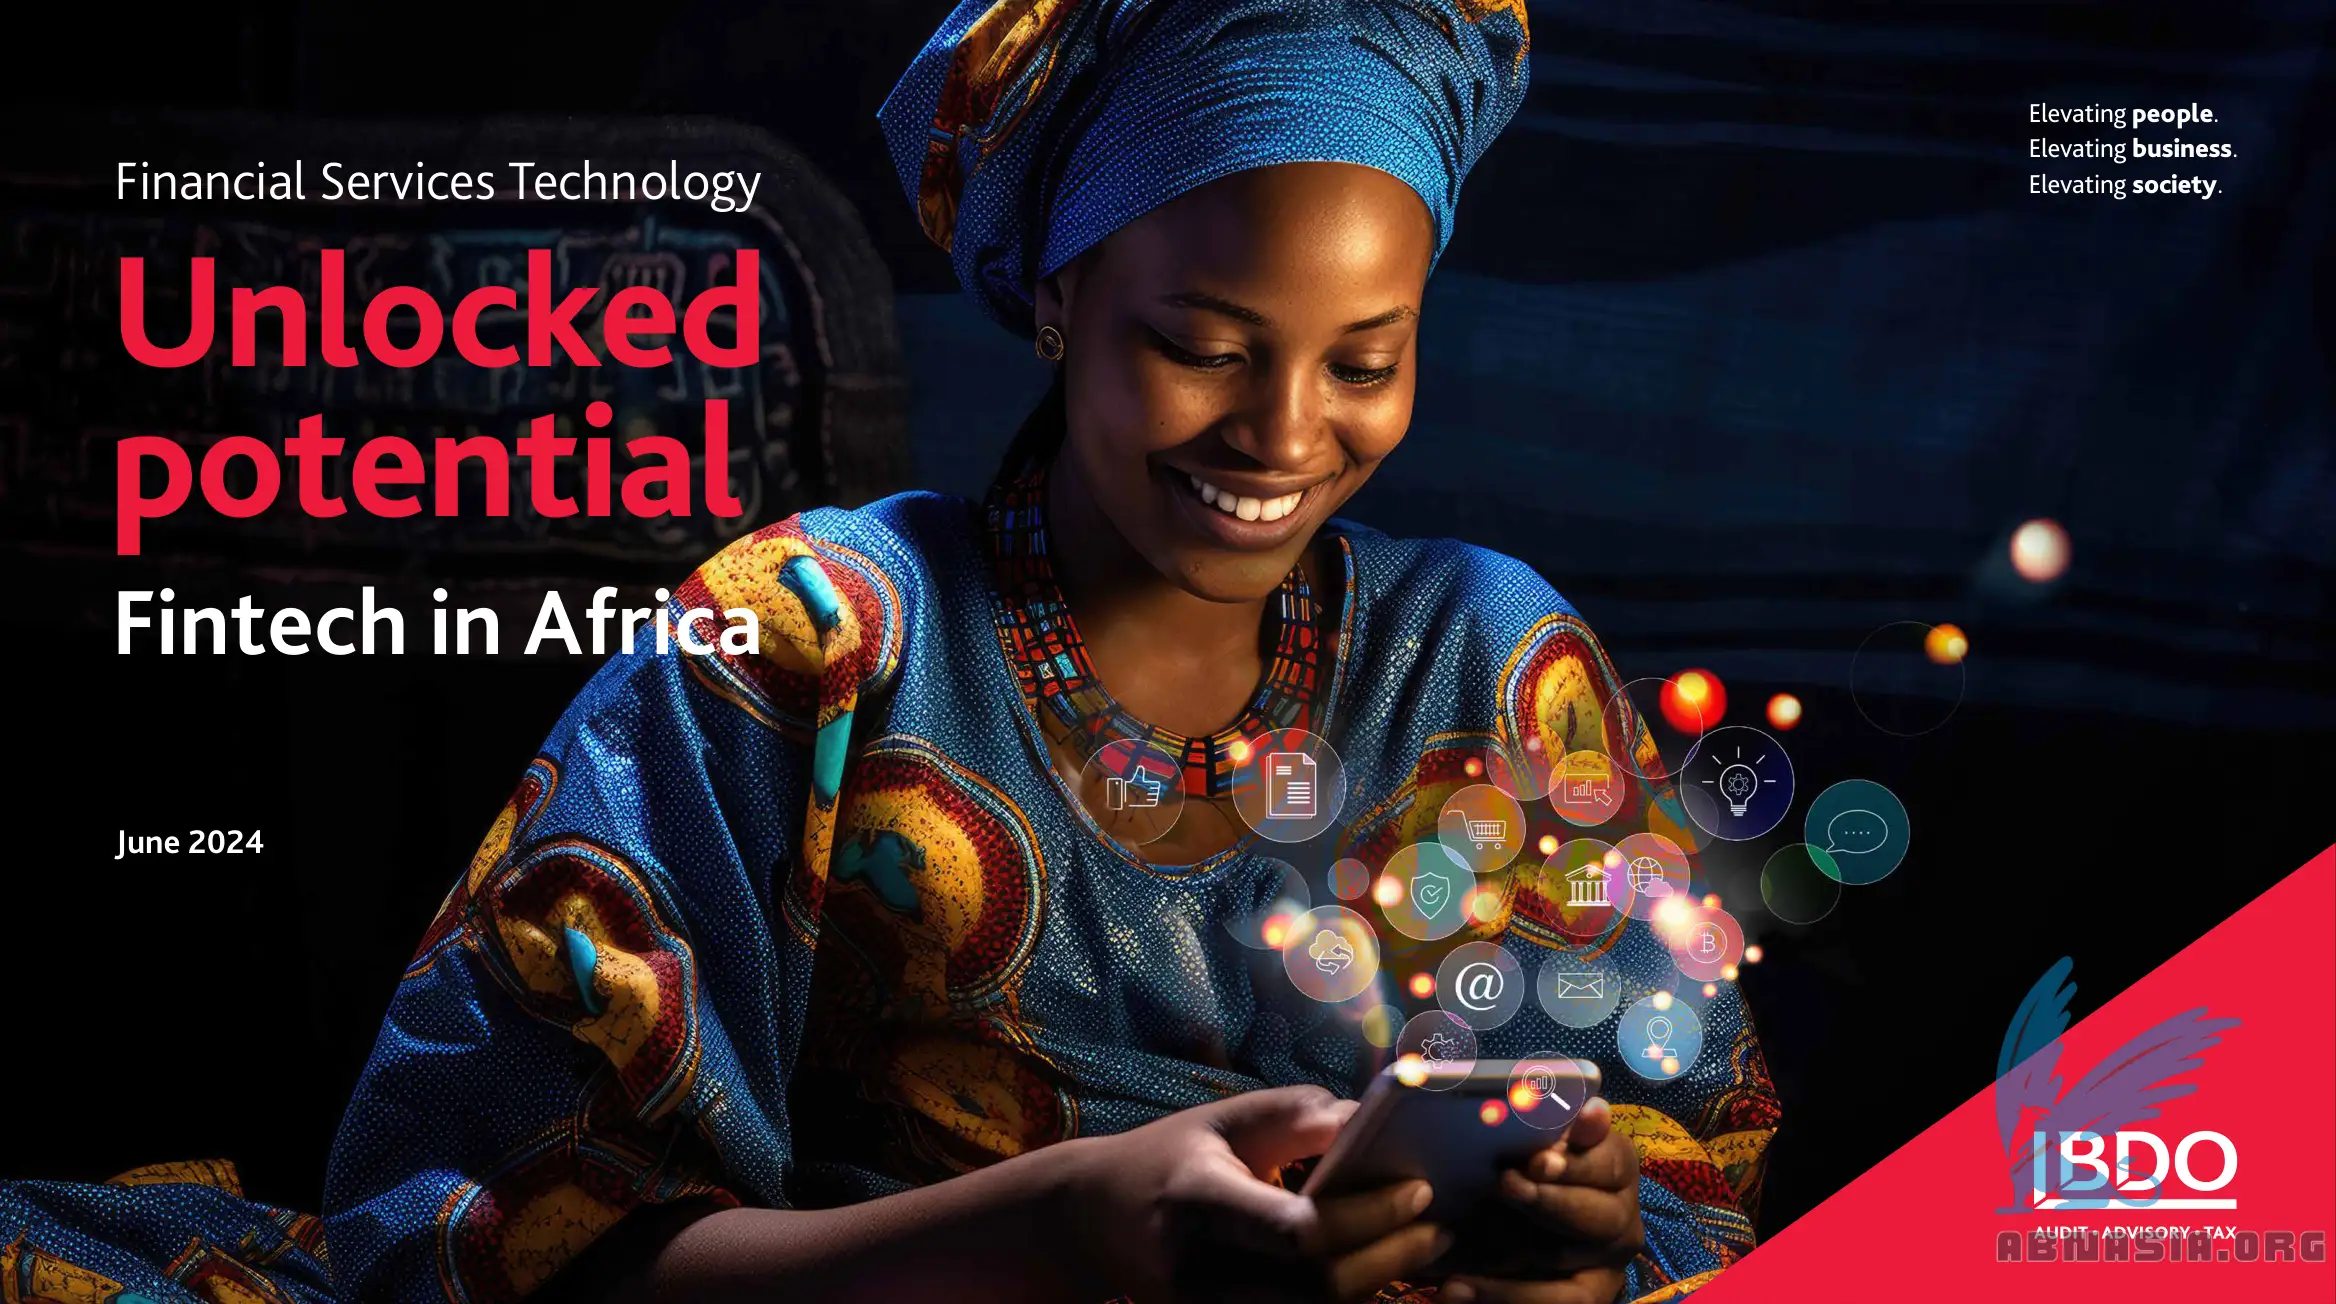 Financial Services Technology
Unlocked
potential
Fintech in Africa
June 2024
Elevating people.
Elevating business.
Elevating society.
@
BDO
AUDIT • ADVISORY • TAX
ABMASIA.ORG